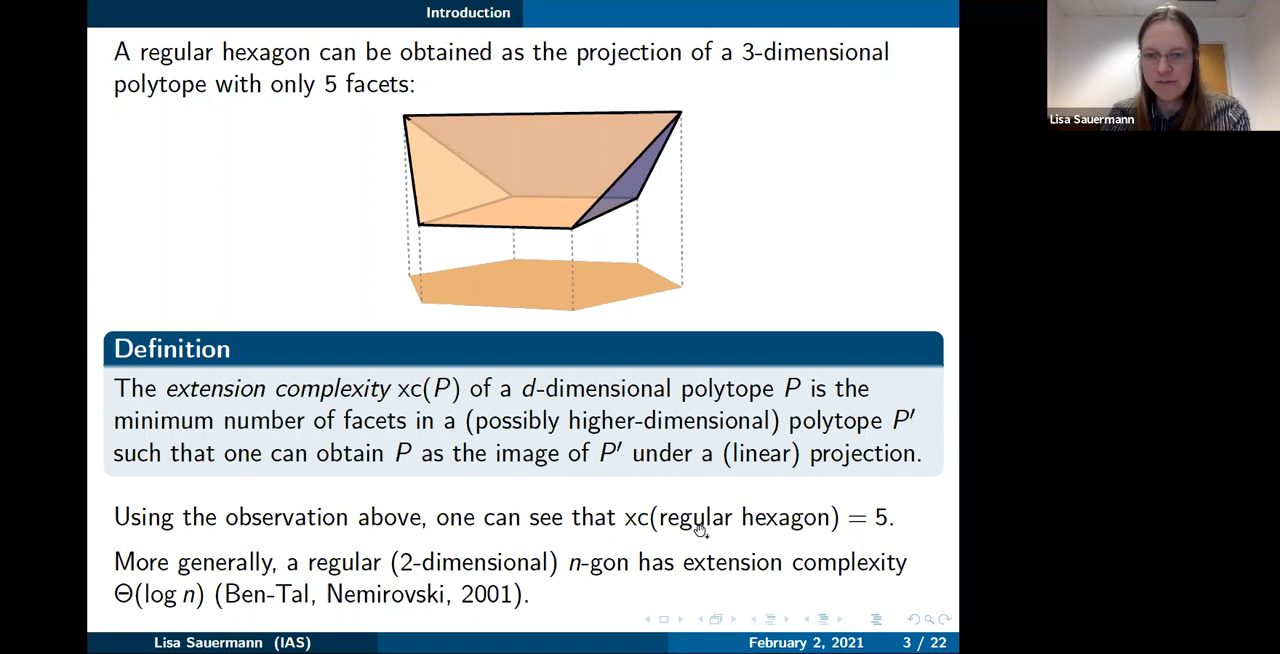 Introduction
A regular hexagon can be obtained as the projection of a 3-dimensional
polytope with only 5 facets:
Lisa Sauermann
Definition
The extension complexity xc(P) of a d-dimensional polytope P is the
minimum number of facets in a (possibly higher-dimensional) polytope P′
such that one can obtain P as the image of P′ under a (linear) projection.
Using the observation above, one can see that xc(regular hexagon) = 5.
More generally, a regular (2-dimensional) n-gon has extension complexity
Θ(log n) (Ben-Tal, Nemirovski, 2001).
Lisa Sauermann (IAS) February 2, 2021 3 / 22